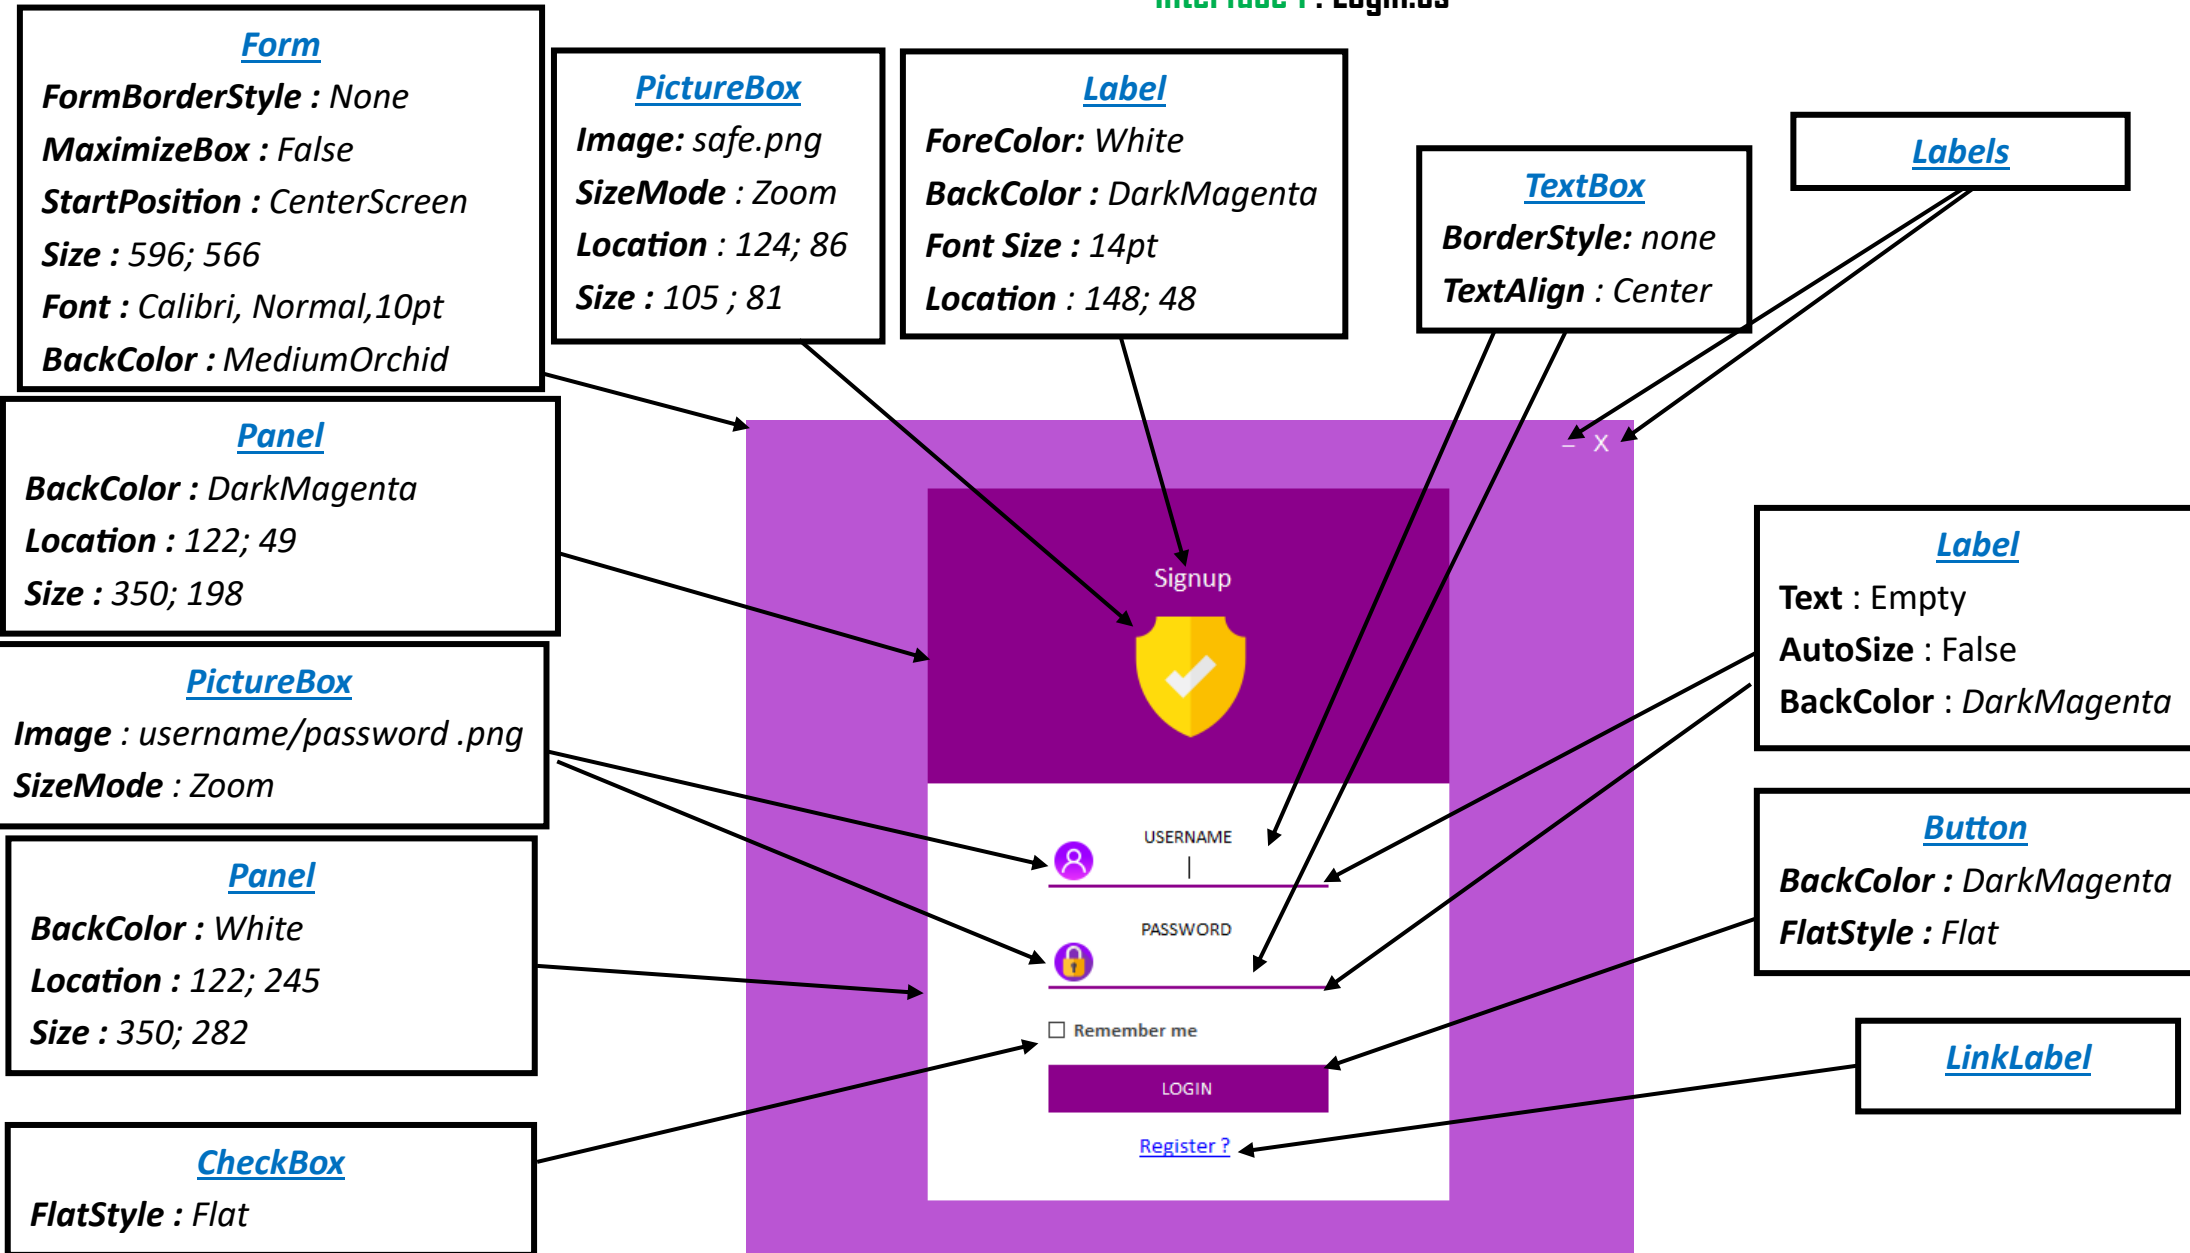 Interface 1 : Login.cs
Form
FormBorderStyle : None
MaximizeBox : False
StartPosition : CenterScreen
Size : 596; 566
Font : Calibri, Normal,10pt
BackColor : MediumOrchid
PictureBox
Image: safe.png
SizeMode : Zoom
Location : 124; 86
Size : 105 ; 81
Label
ForeColor: White
BackColor : DarkMagenta
Font Size : 14pt
Location : 148; 48
TextBox
BorderStyle: none
TextAlign : Center
Labels
Panel
BackColor : DarkMagenta
Location : 122; 49
Size : 350; 198
PictureBox
Image : username/password .png
SizeMode : Zoom
Panel
BackColor : White
Location : 122; 245
Size : 350; 282
CheckBox
FlatStyle : Flat
_ X
Signup
USERNAME
PASSWORD
Remember me
LOGIN
Register ?
Label
Text : Empty
AutoSize : False
BackColor : DarkMagenta
Button
BackColor : DarkMagenta
FlatStyle : Flat
LinkLabel